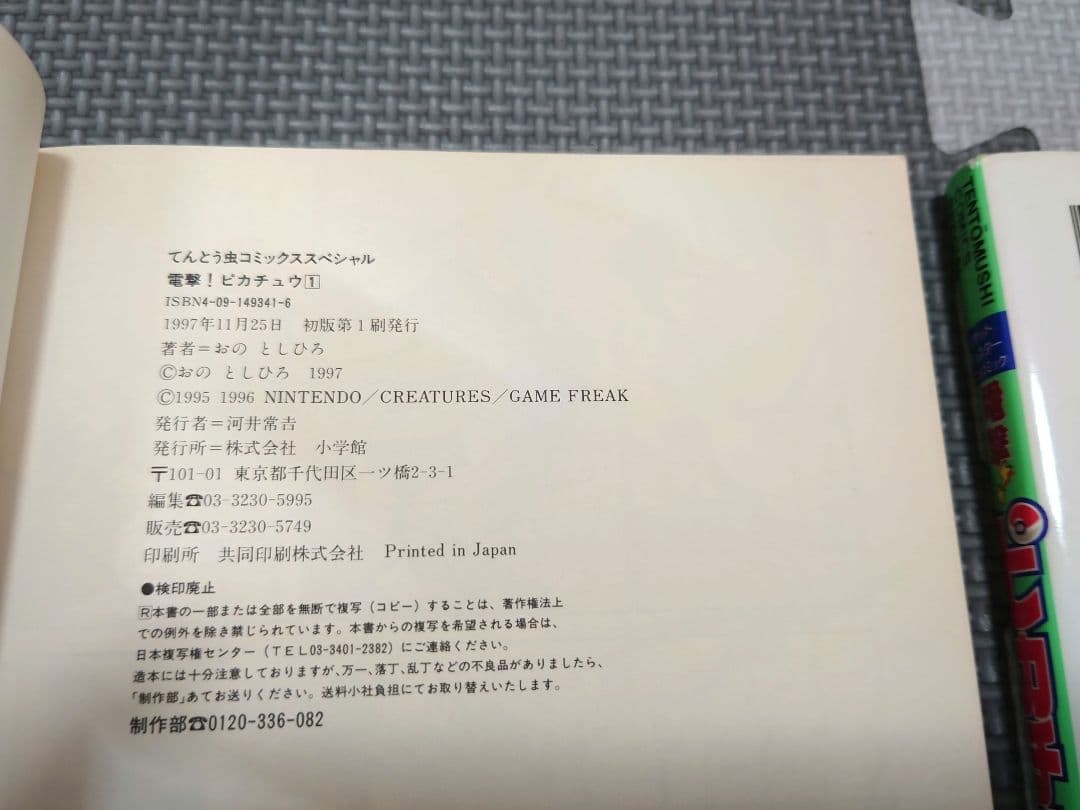 てんとう虫コミックススペシャル
電撃！ピカチュウ1
ISBN4-09-149341-6
1997年11月25日　初版第1刷発行
著者＝おの としひろ
©おの としひろ　1997
©1995 1996 NINTENDO／CREATURES／GAME FREAK
発行者＝河井常吉
発行所＝株式会社　小学館
〒101-01 東京都千代田区一ツ橋2-3-1
編集☎03-3230-5995
販売☎03-3230-5749
印刷所　共同印刷株式会社　Printed in Japan
●検印廃止
R本書の一部または全部を無断で複写（コピー）することは、著作権法上
での例外を除き禁じられています。本書からの複写を希望される場合は、
日本複写権センター（TEL03-3401-2382）にご連絡ください。
造本には十分注意しておりますが、万一、落丁、乱丁などの不良品がありましたら、
「制作部」あてお送りください。送料小社負担にてお取り替えいたします。
制作部☎0120-336-082
TENTŌMUSHI
電撃